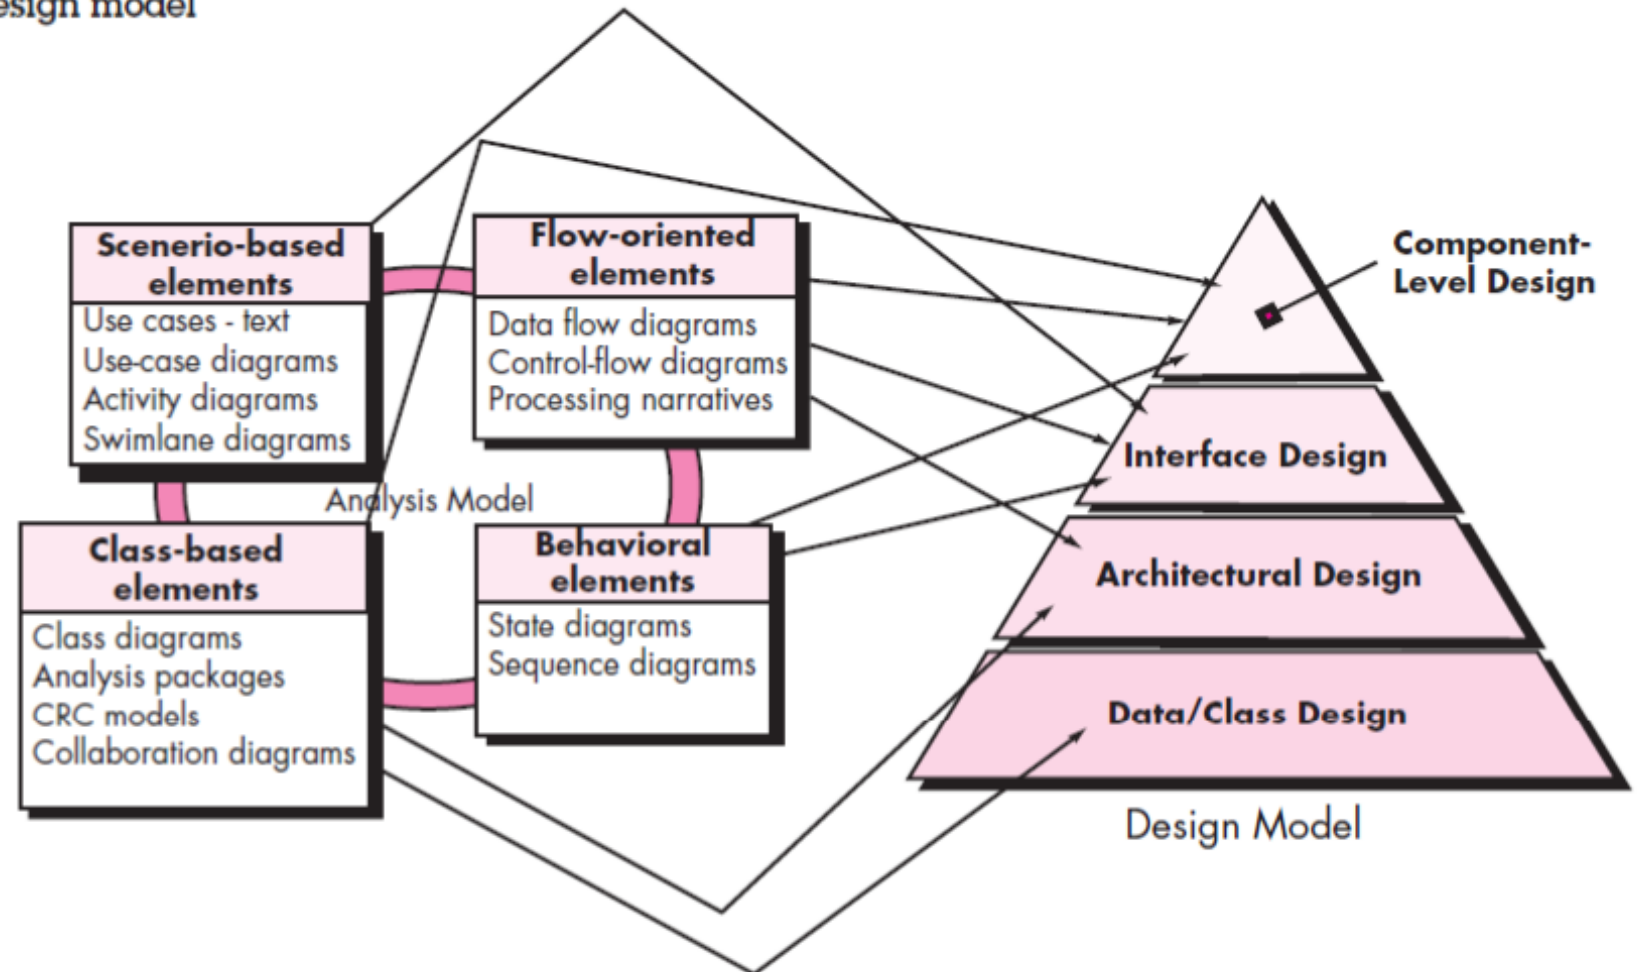 design model
Scenerio-based
elements
Use cases - text
Use-case diagrams
Activity diagrams
Swimlane diagrams
Flow-oriented
elements
Data flow diagrams
Control-flow diagrams
Processing narratives
Analysis Model
Class-based
elements
Class diagrams
Analysis packages
CRC models
Collaboration diagrams
Behavioral
elements
State diagrams
Sequence diagrams
Component-
Level Design
Interface Design
Architectural Design
Data/Class Design
Design Model